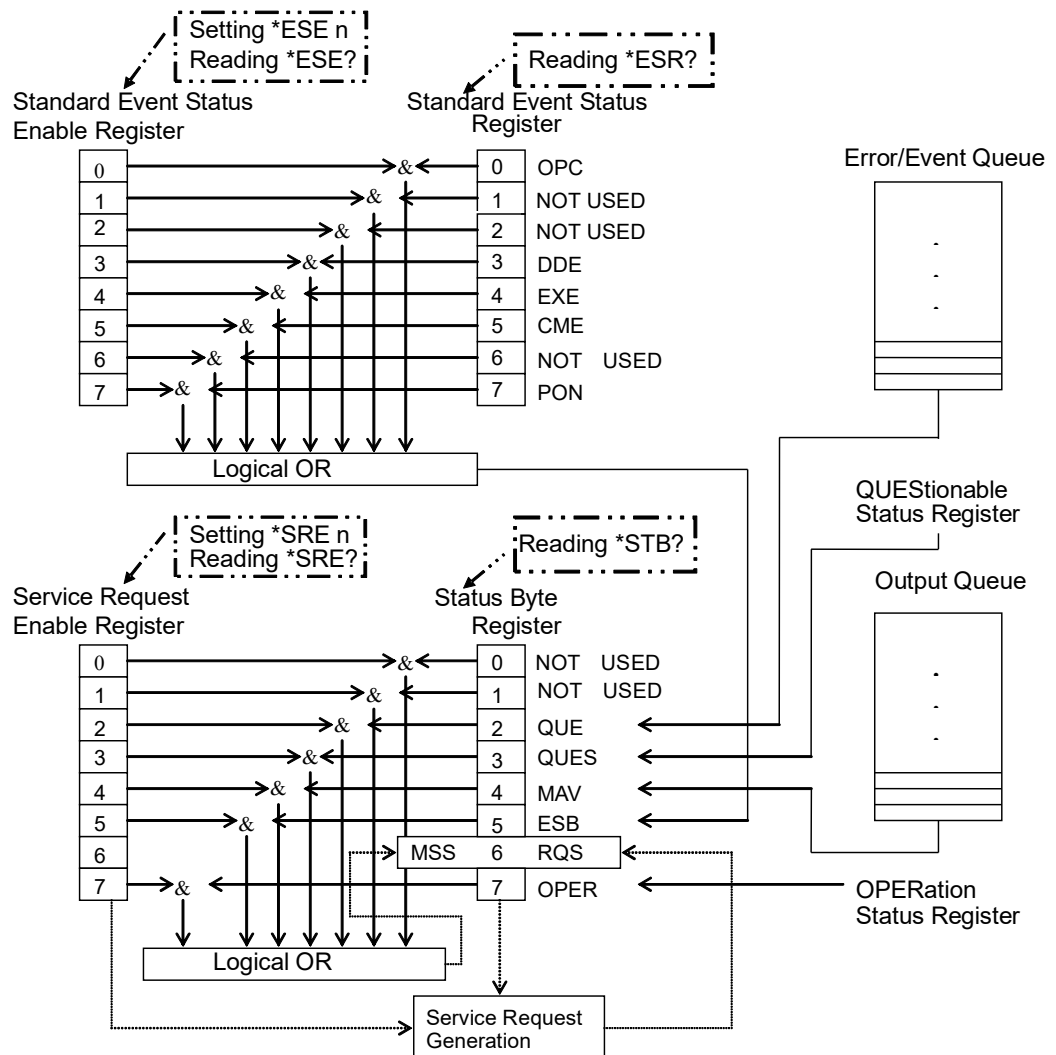 Setting *ESE n
Reading *ESE?
Reading *ESR?
Standard Event Status
Enable Register
Standard Event Status
Register
Error/Event Queue
0 & 0 OPC
1 & 1 NOT USED
2 & 2 NOT USED
3 & 3 DDE
4 & 4 EXE
5 & 5 CME
6 & 6 NOT USED
7 & 7 PON
Logical OR
QUEStionable
Status Register
Setting *SRE n
Reading *SRE?
Reading *STB?
Output Queue
Service Request
Enable Register
Status Byte
Register
0 & 0 NOT USED
1 & 1 NOT USED
2 & 2 QUE
3 & 3 QUES
4 & 4 MAV
5 & 5 ESB
6 MSS 6 RQS
7 & 7 OPER
OPERation
Status Register
Logical OR
Service Request
Generation